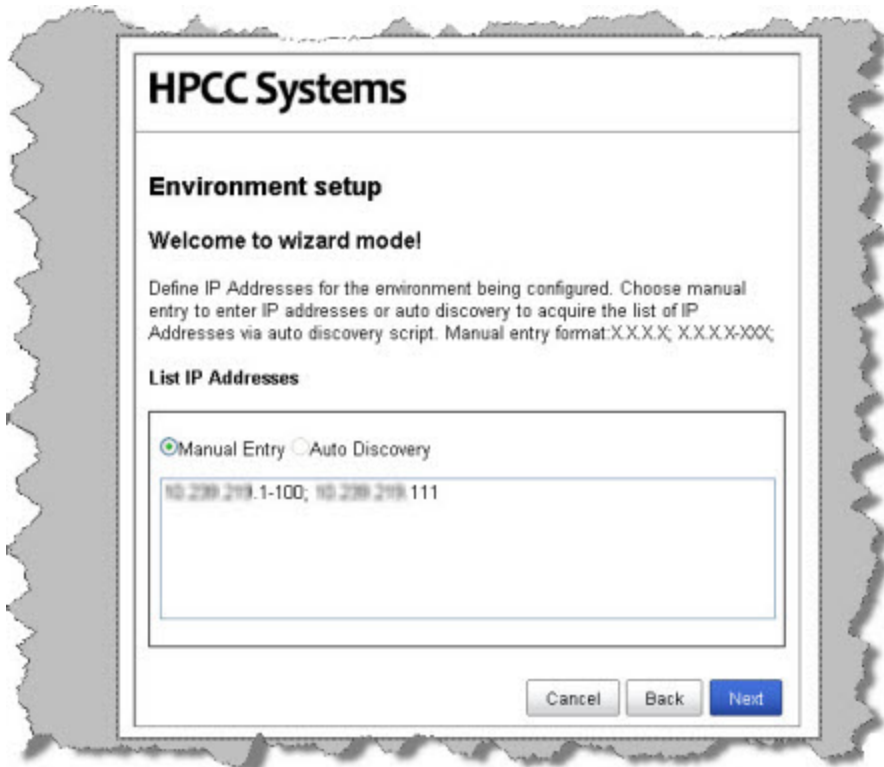 HPCC Systems
Environment setup
Welcome to wizard mode!
Define IP Addresses for the environment being configured. Choose manual
entry to enter IP addresses or auto discovery to acquire the list of IP
Addresses via auto discovery script. Manual entry format:X.X.X.X; X.X.X.X-XXX;
List IP Addresses
Manual Entry Auto Discovery
.1-100; .111
Cancel Back Next